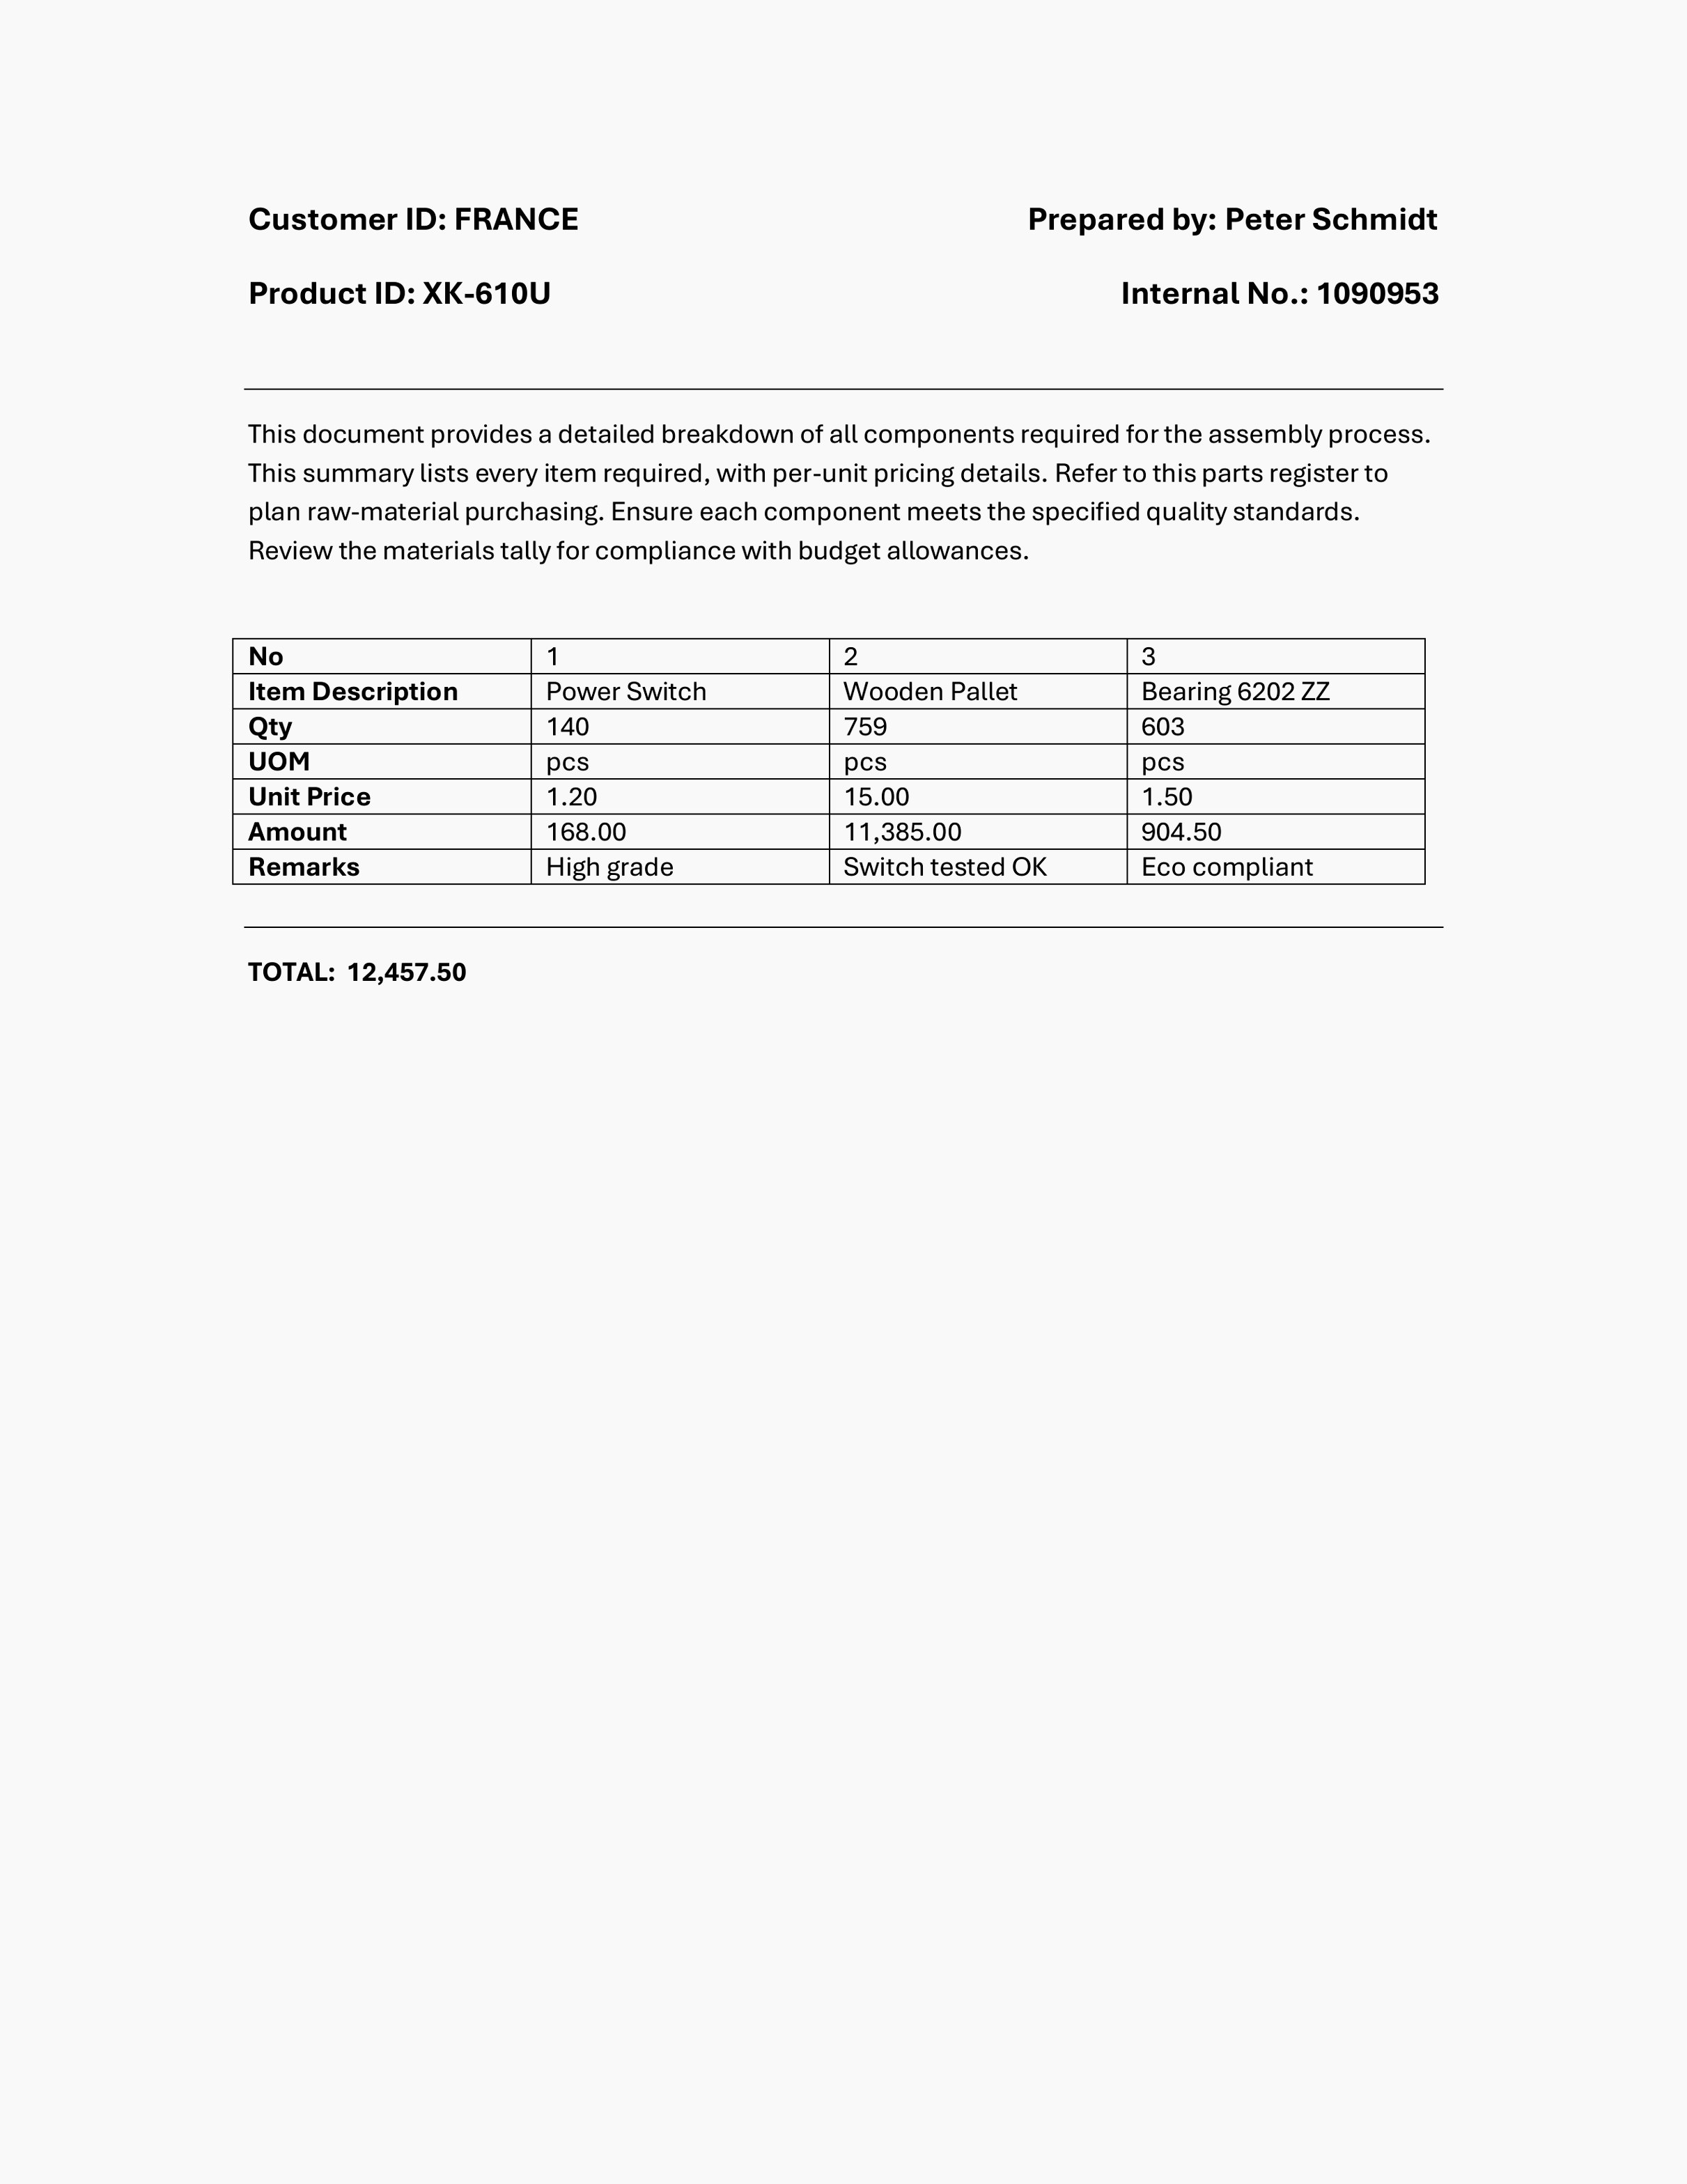 Customer ID: FRANCE Prepared by: Peter Schmidt
Product ID: XK-610U Internal No.: 1090953
This document provides a detailed breakdown of all components required for the assembly process.
This summary lists every item required, with per-unit pricing details. Refer to this parts register to
plan raw-material purchasing. Ensure each component meets the specified quality standards.
Review the materials tally for compliance with budget allowances.
No 1 2 3
Item Description Power Switch Wooden Pallet Bearing 6202 ZZ
Qty 140 759 603
UOM pcs pcs pcs
Unit Price 1.20 15.00 1.50
Amount 168.00 11,385.00 904.50
Remarks High grade Switch tested OK Eco compliant
TOTAL: 12,457.50